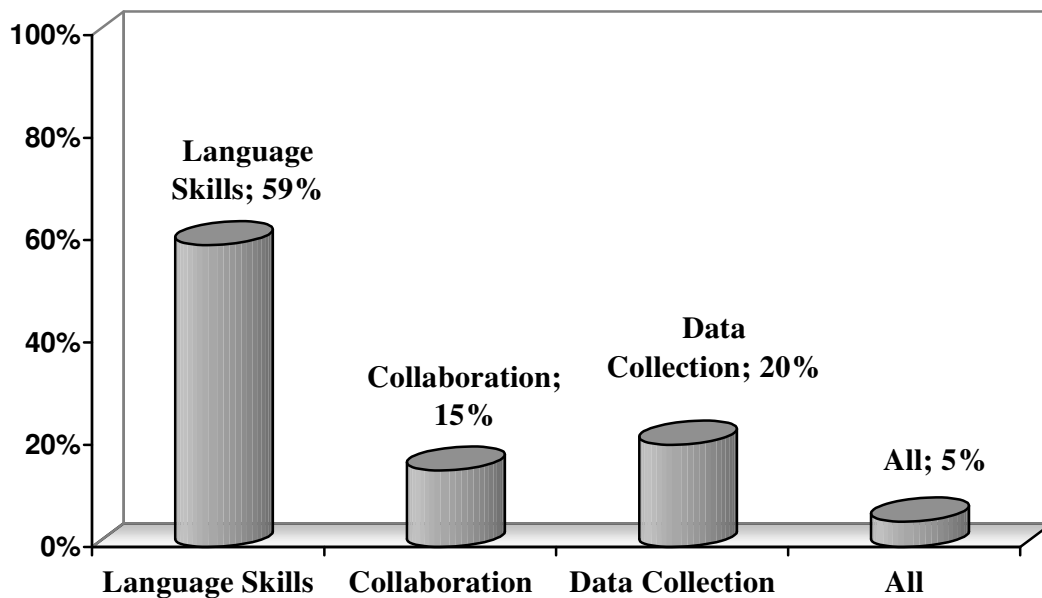 100%
80%
60%
40%
20%
0%
Language
Skills; 59%
Collaboration;
15%
Data
Collection; 20%
All; 5%
Language Skills
Collaboration
Data Collection
All